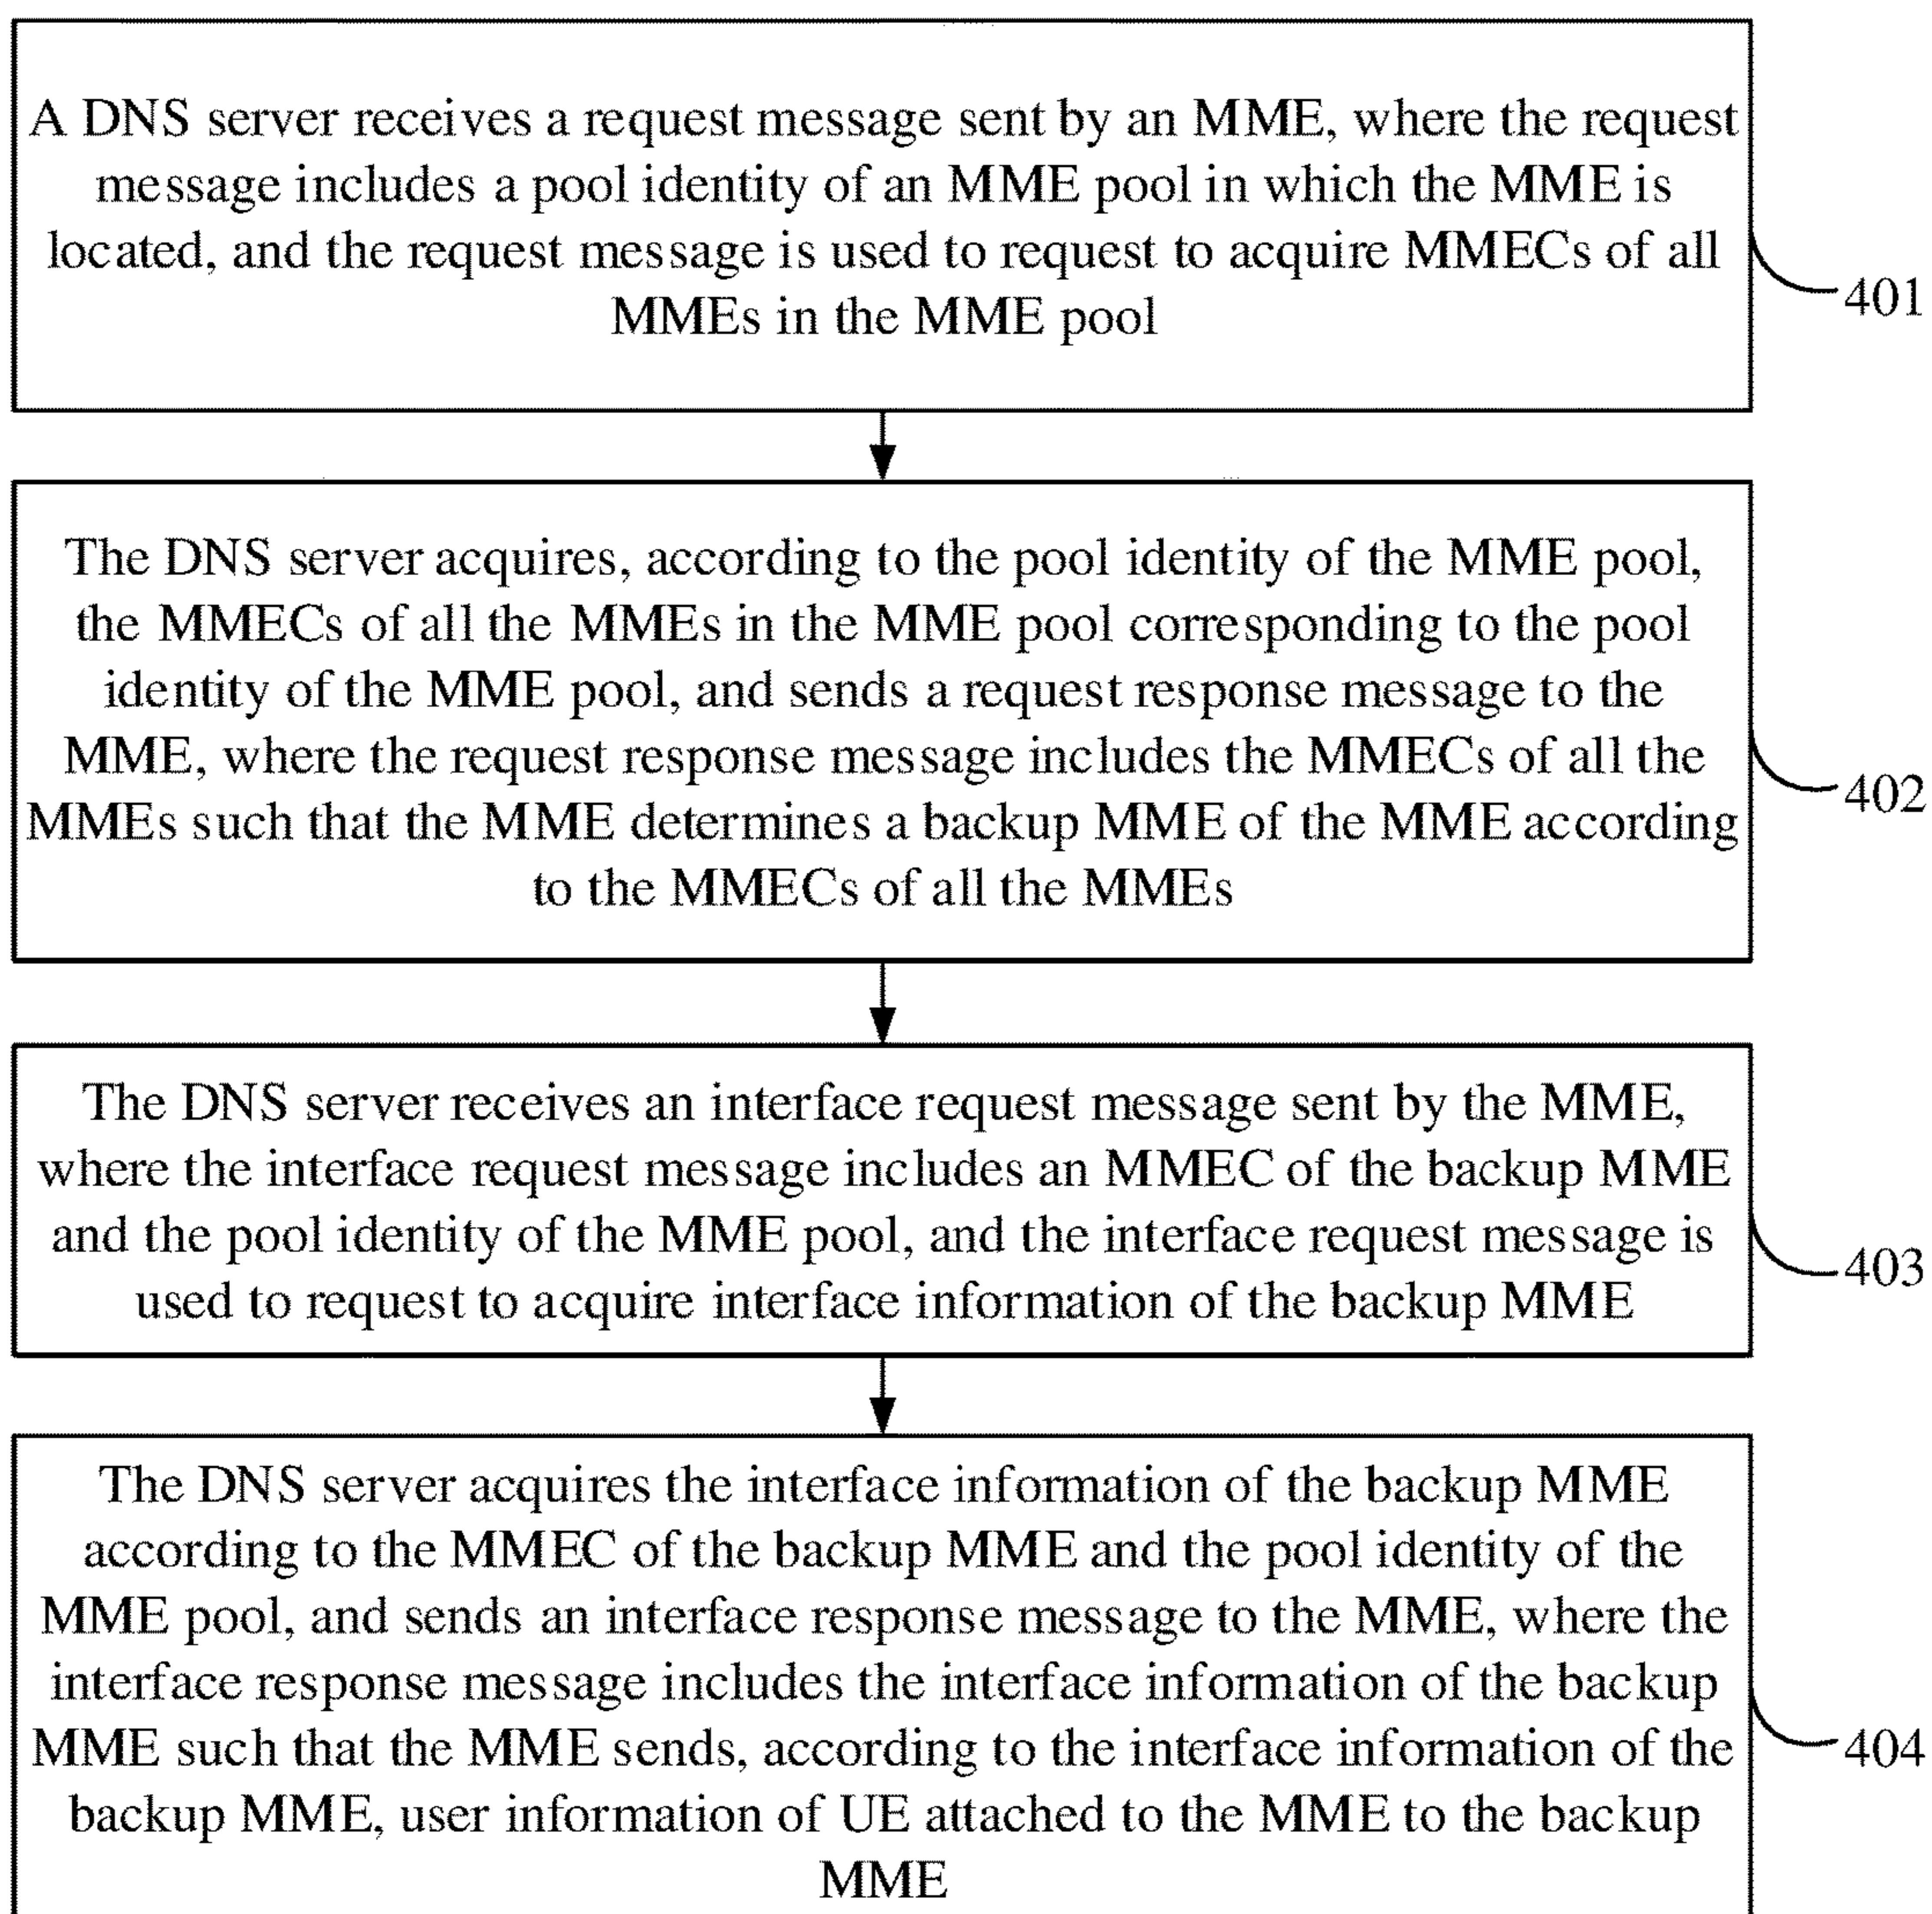 A DNS server receives a request message sent by an MME, where the request
message includes a pool identity of an MME pool in which the MME is
located, and the request message is used to request to acquire MMECs of all
MMEs in the MME pool
401
The DNS server acquires, according to the pool identity of the MME pool,
the MMECs of all the MMEs in the MME pool corresponding to the pool
identity of the MME pool, and sends a request response message to the
MME, where the request response message includes the MMECs of all the
MMEs such that the MME determines a backup MME of the MME according
to the MMECs of all the MMEs
402
The DNS server receives an interface request message sent by the MME,
where the interface request message includes an MMEC of the backup MME
and the pool identity of the MME pool, and the interface request message is
used to request to acquire interface information of the backup MME
403
The DNS server acquires the interface information of the backup MME
according to the MMEC of the backup MME and the pool identity of the
MME pool, and sends an interface response message to the MME, where the
interface response message includes the interface information of the backup
MME such that the MME sends, according to the interface information of the
backup MME, user information of UE attached to the MME to the backup
MME
404